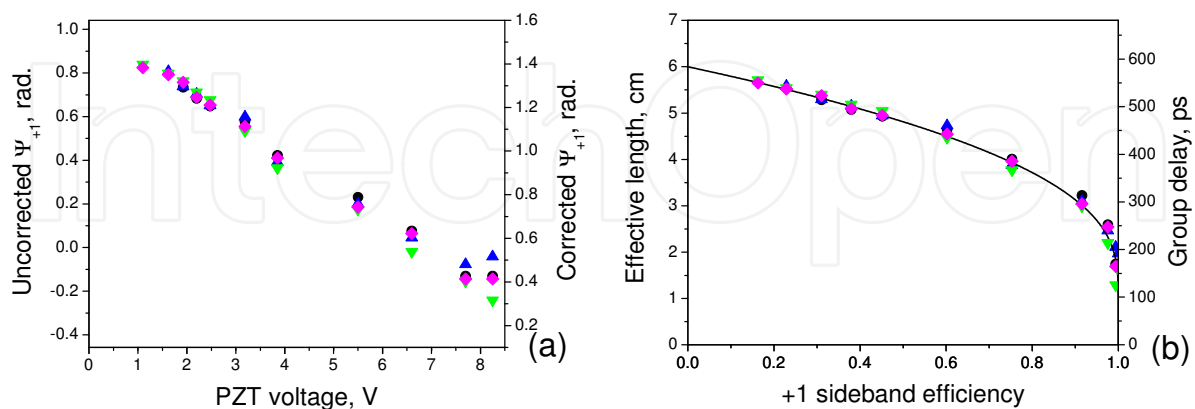 1.0
0.8
0.6
0.4
0.2
0.0
-0.2
-0.4
Uncorrected Ψ+1, rad.
0 1 2 3 4 5 6 7 8
PZT voltage, V
1.6
1.4
1.2
1.0
0.8
0.6
0.4
0.2
Corrected Ψ+1, rad.
(a)
7
6
5
4
3
2
1
0
Effective length, cm
0.0 0.2 0.4 0.6 0.8 1.0
+1 sideband efficiency
600
500
400
300
200
100
0
Group delay, ps
(b)
IntechOpen